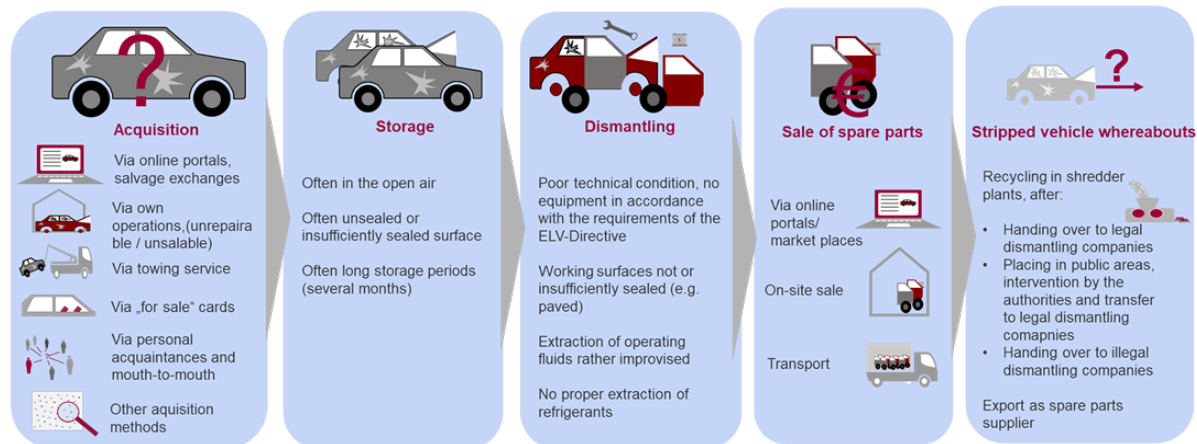 Acquisition
Via online portals,
salvage exchanges
Via own
operations,(unrepaira
ble / unsalable)
Via towing service
Via „for sale“ cards
Via personal
acquaintances and
mouth-to-mouth
Other aquisition
methods
Storage
Often in the open air
Often unsealed or
insufficiently sealed surface
Often long storage periods
(several months)
Dismantling
Poor technical condition, no
equipment in accordance
with the requirements of the
ELV-Directive
Working surfaces not or
insufficiently sealed (e.g.
paved)
Extraction of operating
fluids rather improvised
No proper extraction of
refrigerants
Sale of spare parts
Via online
portals/
market places
On-site sale
Transport
Stripped vehicle whereabouts
Recycling in shredder
plants, after:
• Handing over to legal
dismantling companies
• Placing in public areas,
intervention by the
authorities and transfer
to legal dismantling
comapnies
• Handing over to illegal
dismantling companies
Export as spare parts
supplier